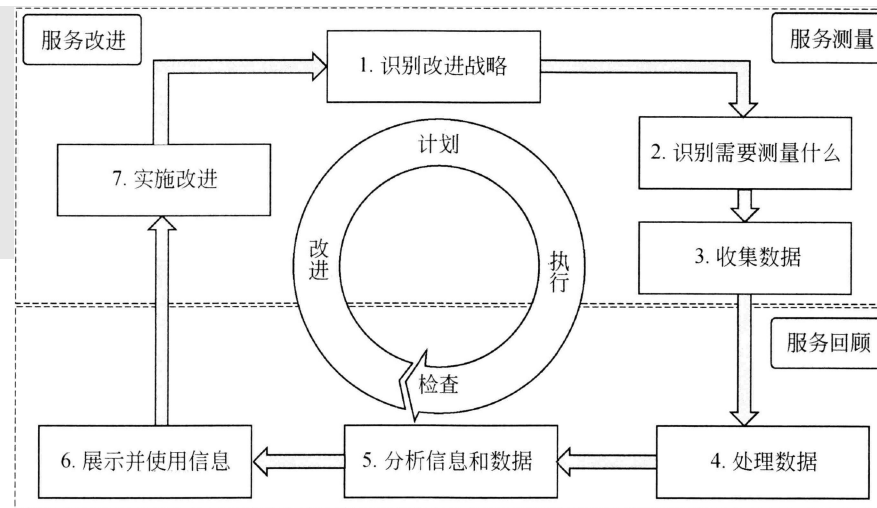 服务改进
服务测量
1. 识别改进战略
计划
2. 识别需要测量什么
7. 实施改进
改进
执行
3. 收集数据
服务回顾
检查
6. 展示并使用信息
5. 分析信息和数据
4. 处理数据